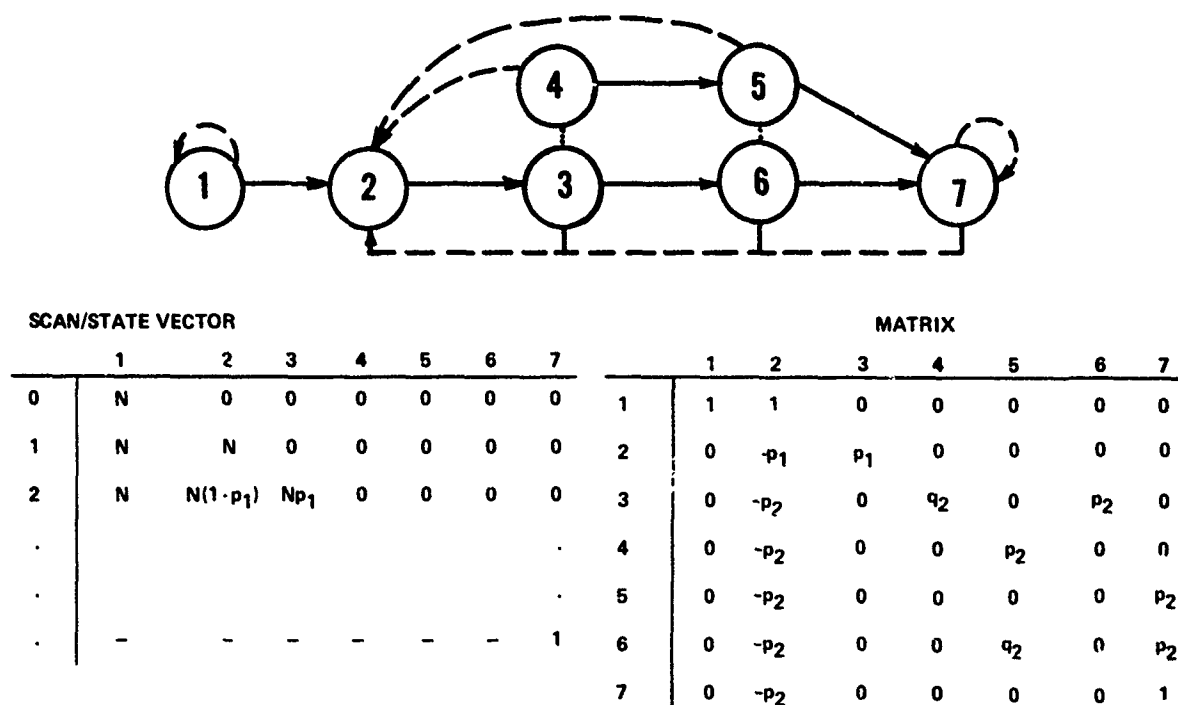 4 5
1 2 3 6 7
SCAN/STATE VECTOR
1 2 3 4 5 6 7
0 N 0 0 0 0 0 0
1 N N 0 0 0 0 0
2 N N(1-p₁) Np₁ 0 0 0 0
. .
. .
. – – – – – – 1
MATRIX
1 2 3 4 5 6 7
1 1 1 0 0 0 0 0
2 0 -p₁ p₁ 0 0 0 0
3 0 -p₂ 0 q₂ 0 p₂ 0
4 0 -p₂ 0 0 p₂ 0 0
5 0 -p₂ 0 0 0 0 p₂
6 0 -p₂ 0 0 q₂ 0 p₂
7 0 -p₂ 0 0 0 0 1